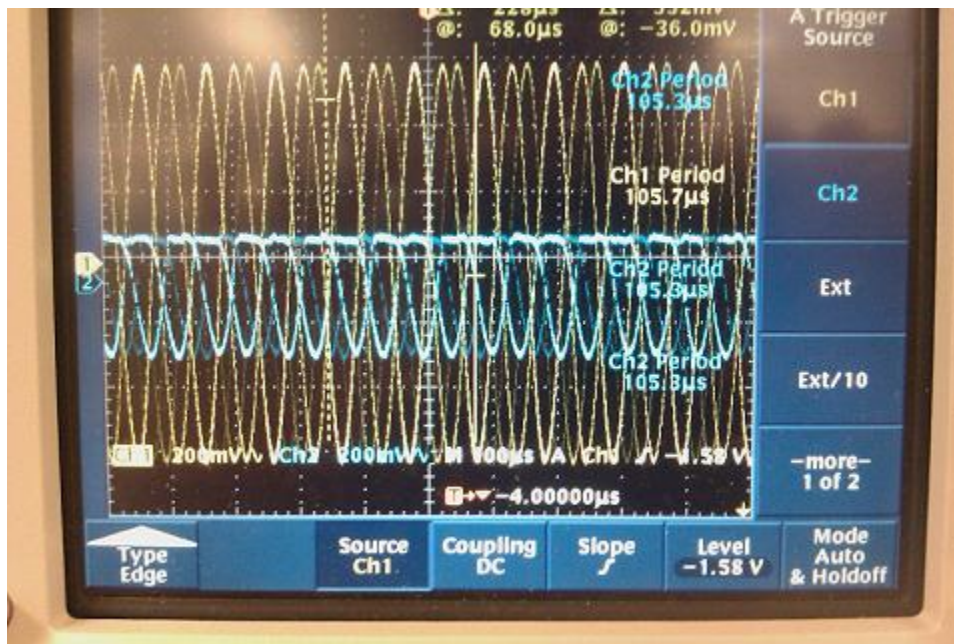 @: 68.0µs @: −36.0mV
A Trigger
Source
Ch1
Ch2 Period
105.3µs
Ch1 Period
105.7µs
Ch2
1
2
Ch2 Period
105.3µs
Ext
Ch2 Period
105.3µs
Ext/10
Ch1 200mV Ch2 200mV M 100µs A Ch1 −1.58 V
−more−
1 of 2
T −4.00000µs
Type
Edge
Source
Ch1
Coupling
DC
Slope
Level
−1.58 V
Mode
Auto
& Holdoff